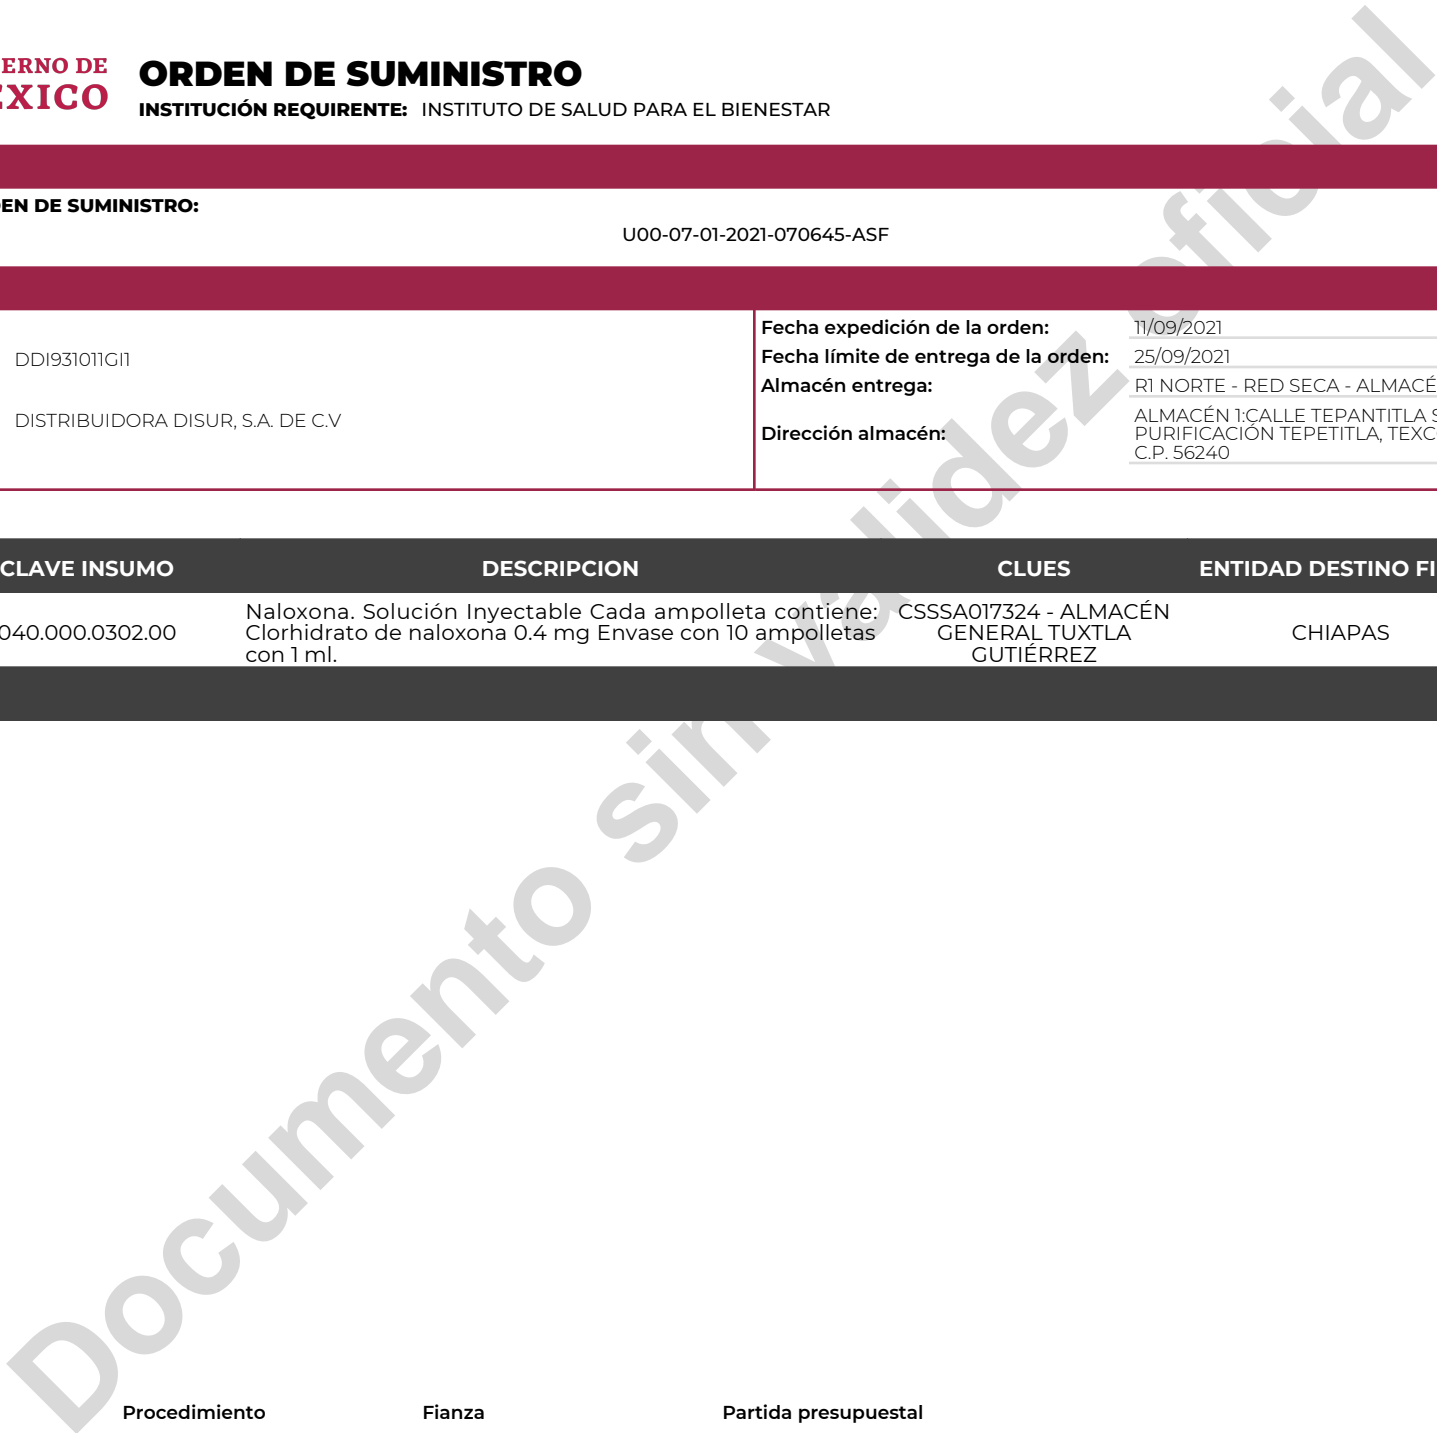 ERNO DE
EXICO
ORDEN DE SUMINISTRO
INSTITUCIÓN REQUIRENTE: INSTITUTO DE SALUD PARA EL BIENESTAR
EN DE SUMINISTRO:
U00-07-01-2021-070645-ASF
DDI931011GI1
DISTRIBUIDORA DISUR, S.A. DE C.V
Fecha expedición de la orden: 11/09/2021
Fecha límite de entrega de la orden: 25/09/2021
Almacén entrega: R1 NORTE - RED SECA - ALMACÉ
Dirección almacén:
ALMACÉN 1:CALLE TEPANTITLA S
PURIFICACIÓN TEPETITLA, TEXC
C.P. 56240
CLAVE INSUMO DESCRIPCION CLUES ENTIDAD DESTINO FI
040.000.0302.00
Naloxona. Solución Inyectable Cada ampolleta contiene:
Clorhidrato de naloxona 0.4 mg Envase con 10 ampolletas
con 1 ml.
CSSSA017324 - ALMACÉN
GENERAL TUXTLA
GUTIÉRREZ
CHIAPAS
Documento sin validez oficial
Procedimiento Fianza Partida presupuestal